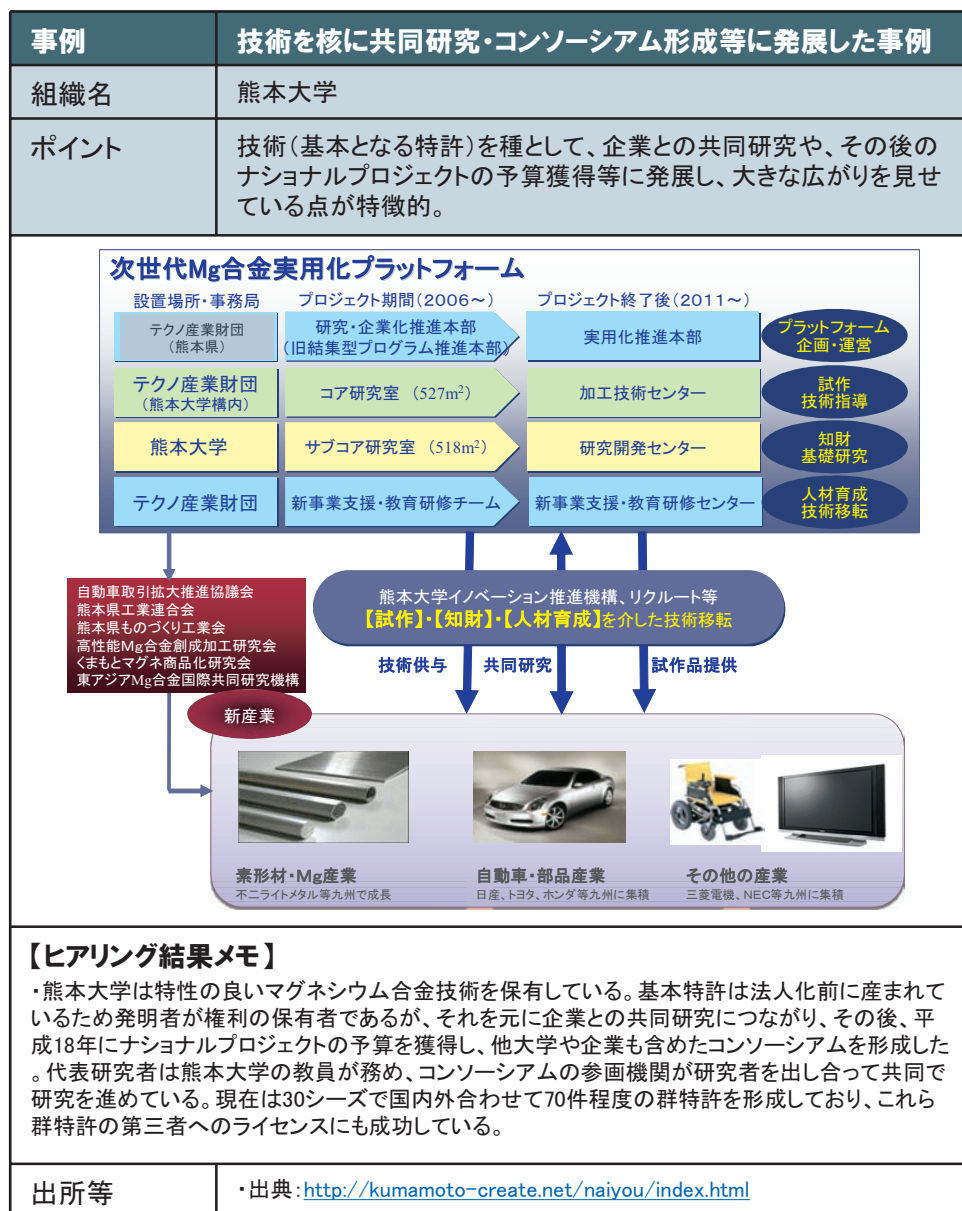 事例 技術を核に共同研究・コンソーシアム形成等に発展した事例
組織名 熊本大学
ポイント 技術(基本となる特許)を種として、企業との共同研究や、その後の
ナショナルプロジェクトの予算獲得等に発展し、大きな広がりを見せ
ている点が特徴的。
次世代Mg合金実用化プラットフォーム
設置場所・事務局 プロジェクト期間(2006～) プロジェクト終了後(2011～)
テクノ産業財団
(熊本県)
研究・企業化推進本部
(旧結集型プログラム推進本部)
実用化推進本部
プラットフォーム
企画・運営
テクノ産業財団
(熊本大学構内)
コア研究室 (527m²)
加工技術センター
試作
技術指導
熊本大学
サブコア研究室 (518m²)
研究開発センター
知財
基礎研究
テクノ産業財団
新事業支援・教育研修チーム
新事業支援・教育研修センター
人材育成
技術移転
自動車取引拡大推進協議会
熊本県工業連合会
熊本県ものづくり工業会
高性能Mg合金創成加工研究会
くまもとマグネ商品化研究会
東アジアMg合金国際共同研究機構
熊本大学イノベーション推進機構、リクルート等
【試作】・【知財】・【人材育成】を介した技術移転
技術供与 共同研究 試作品提供
新産業
素形材・Mg産業
不二ライトメタル等九州で成長
自動車・部品産業
日産、トヨタ、ホンダ等九州に集積
その他の産業
三菱電機、NEC等九州に集積
【ヒアリング結果メモ】
・熊本大学は特性の良いマグネシウム合金技術を保有している。基本特許は法人化前に産まれて
いるため発明者が権利の保有者であるが、それを元に企業との共同研究につながり、その後、平
成18年にナショナルプロジェクトの予算を獲得し、他大学や企業も含めたコンソーシアムを形成した
。代表研究者は熊本大学の教員が務め、コンソーシアムの参画機関が研究者を出し合って共同で
研究を進めている。現在は30シーズで国内外合わせて70件程度の群特許を形成しており、これら
群特許の第三者へのライセンスにも成功している。
出所等 ・出典：http://kumamoto-create.net/naiyou/index.html